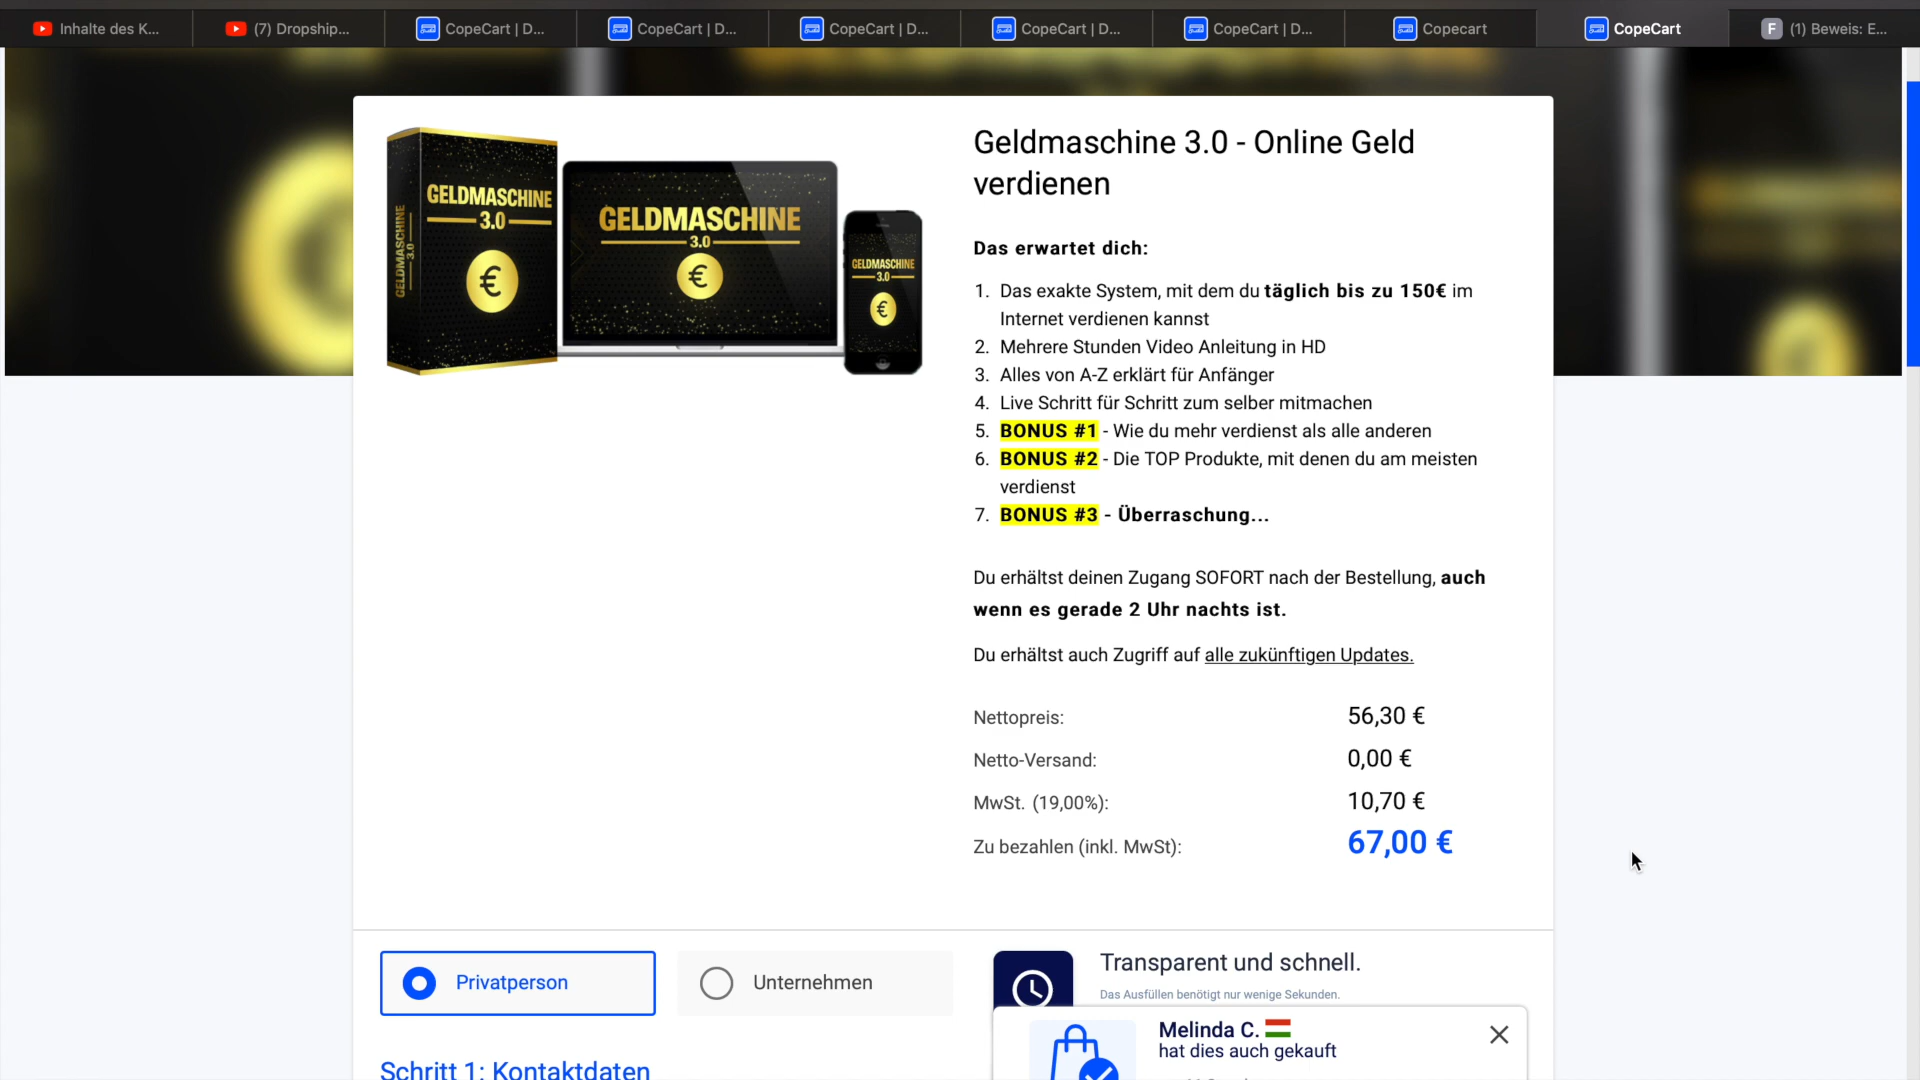 Inhalte des K...
(7) Dropship...
CopeCart | D...
CopeCart | D...
CopeCart | D...
CopeCart | D...
CopeCart | D...
Copecart
CopeCart
F
(1) Beweis: E...
GELDMASCHINE
3.0
€
GELDMASCHINE
3.0
GELDMASCHINE
3.0
€
GELDMASCHINE
3.0
€
Geldmaschine 3.0 - Online Geld
verdienen
Das erwartet dich:
1. Das exakte System, mit dem du täglich bis zu 150€ im
Internet verdienen kannst
2. Mehrere Stunden Video Anleitung in HD
3. Alles von A-Z erklärt für Anfänger
4. Live Schritt für Schritt zum selber mitmachen
5. BONUS #1 - Wie du mehr verdienst als alle anderen
6. BONUS #2 - Die TOP Produkte, mit denen du am meisten
verdienst
7. BONUS #3 - Überraschung...
Du erhältst deinen Zugang SOFORT nach der Bestellung, auch
wenn es gerade 2 Uhr nachts ist.
Du erhältst auch Zugriff auf alle zukünftigen Updates.
Nettopreis: 56,30 €
Netto-Versand: 0,00 €
MwSt. (19,00%): 10,70 €
Zu bezahlen (inkl. MwSt): 67,00 €
Privatperson
Unternehmen
Transparent und schnell.
Das Ausfüllen benötigt nur wenige Sekunden.
Melinda C.
hat dies auch gekauft
Schritt 1: Kontaktdaten